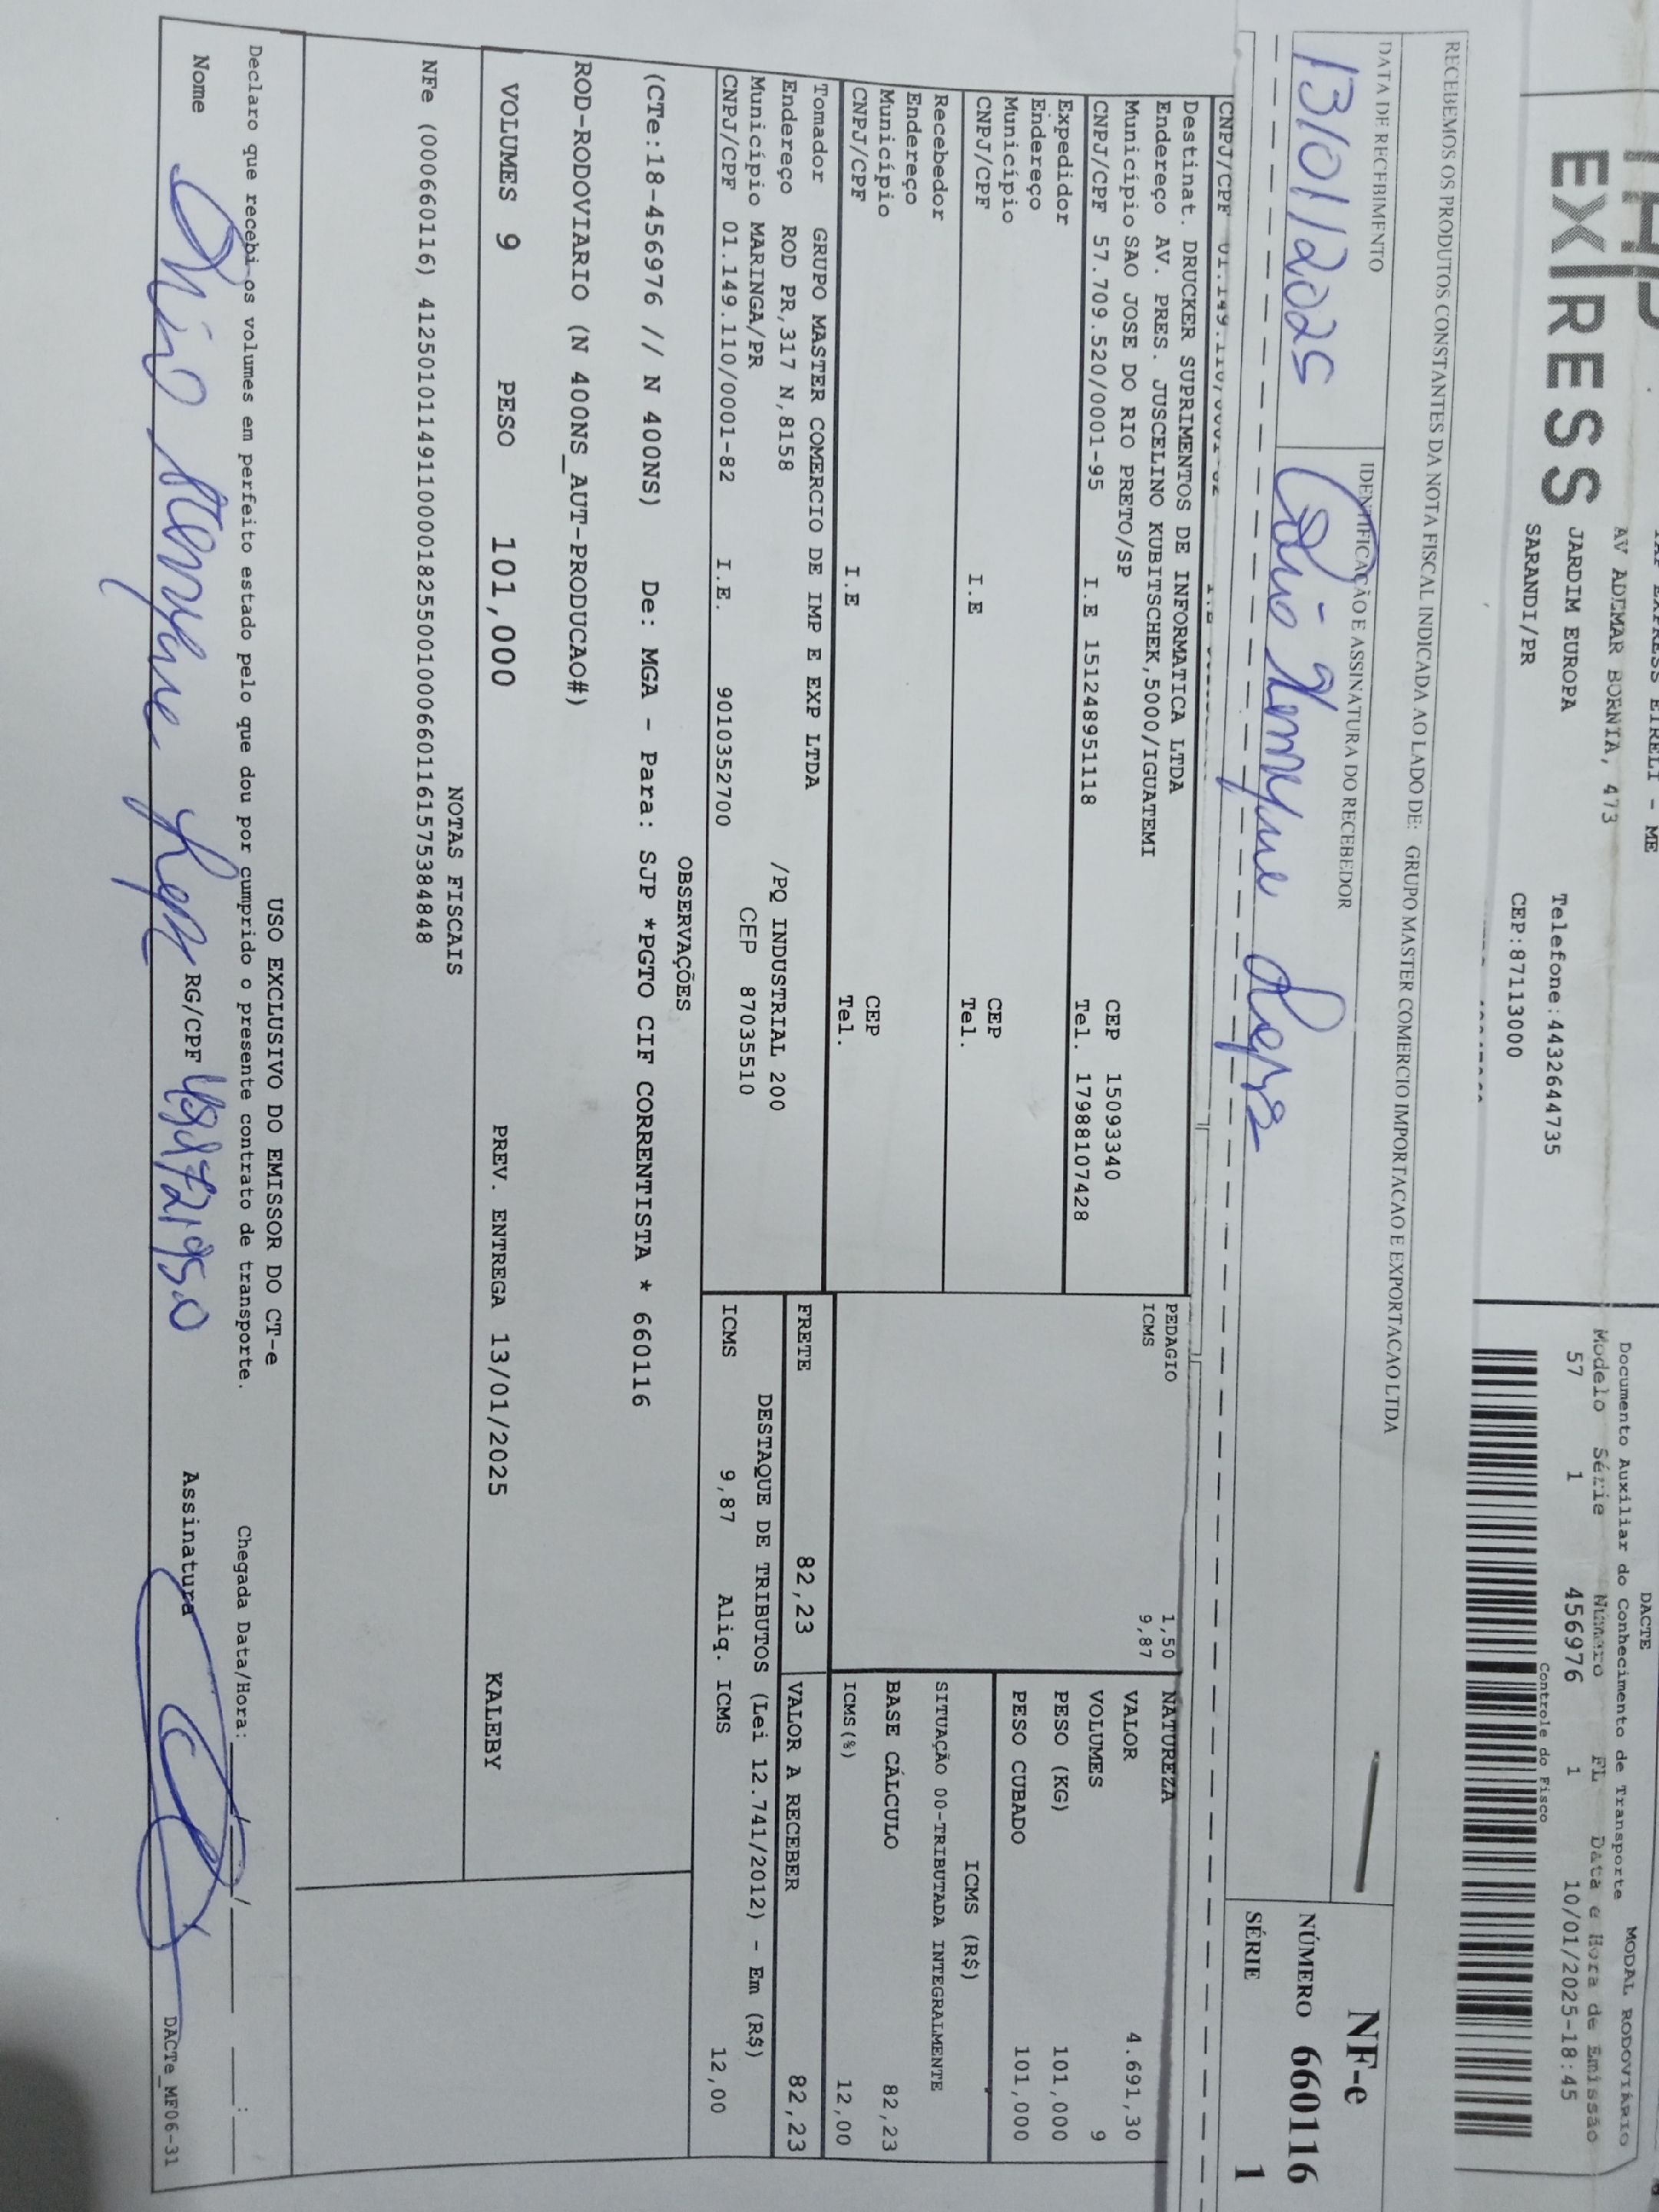 EXPRESS
AV ADEMAR BORNIA, 473
JARDIM EUROPA
SARANDI/PR
Telefone:4432644735
CEP:87113000
DACTE
Documento Auxiliar do Conhecimento de Transporte
MODAL RODOVIÁRIO
Modelo Série Número FL Data e Hora de Emissão
57 1 456976 1 10/01/2025-18:45
Controle do Fisco
RECEBEMOS OS PRODUTOS CONSTANTES DA NOTA FISCAL INDICADA AO LADO DE: GRUPO MASTER COMERCIO IMPORTACAO E EXPORTACAO LTDA
DATA DE RECEBIMENTO
13/01/2025
IDENTIFICAÇÃO E ASSINATURA DO RECEBEDOR
NF-e
NÚMERO 660116
SÉRIE 1
CNPJ/CPF
Destinat. DRUCKER SUPRIMENTOS DE INFORMATICA LTDA
Endereço AV. PRES. JUSCELINO KUBITSCHEK,5000/IGUATEMI
Município SAO JOSE DO RIO PRETO/SP CEP 15093340
CNPJ/CPF 57.709.520/0001-95 I.E 151248951118 Tel. 17988107428
Expedidor
Endereço
Município CEP
CNPJ/CPF I.E Tel.
Recebedor
Endereço
Município CEP
CNPJ/CPF I.E Tel.
Tomador GRUPO MASTER COMERCIO DE IMP E EXP LTDA
Endereço ROD PR,317 N,8158 /PQ INDUSTRIAL 200
Município MARINGA/PR CEP 87035510
CNPJ/CPF 01.149.110/0001-82 I.E. 9010352700
PEDAGIO 1,50
ICMS 9,87
NATUREZA
VALOR 4.691,30
VOLUMES 9
PESO (KG) 101,000
PESO CUBADO 101,000
ICMS (R$)
SITUAÇÃO 00-TRIBUTADA INTEGRALMENTE
BASE CÁLCULO 82,23
ICMS(%) 12,00
FRETE 82,23
VALOR A RECEBER 82,23
DESTAQUE DE TRIBUTOS (Lei 12.741/2012) - Em (R$)
ICMS 9,87 Aliq. ICMS 12,00
OBSERVAÇÕES
(CTe:18-456976 // N 400NS) De: MGA - Para: SJP *PGTO CIF CORRENTISTA * 660116
ROD-RODOVIARIO (N 400NS_AUT-PRODUCAO#)
VOLUMES 9 PESO 101,000 PREV. ENTREGA 13/01/2025 KALEBY
NOTAS FISCAIS
NFe (000660116) 41250101149110000182550010006601161575384848
USO EXCLUSIVO DO EMISSOR DO CT-e
Declaro que recebi os volumes em perfeito estado pelo que dou por cumprido o presente contrato de transporte.
Chegada Data/Hora: / / :
Nome RG/CPF Assinatura
DACTe_MF06-31